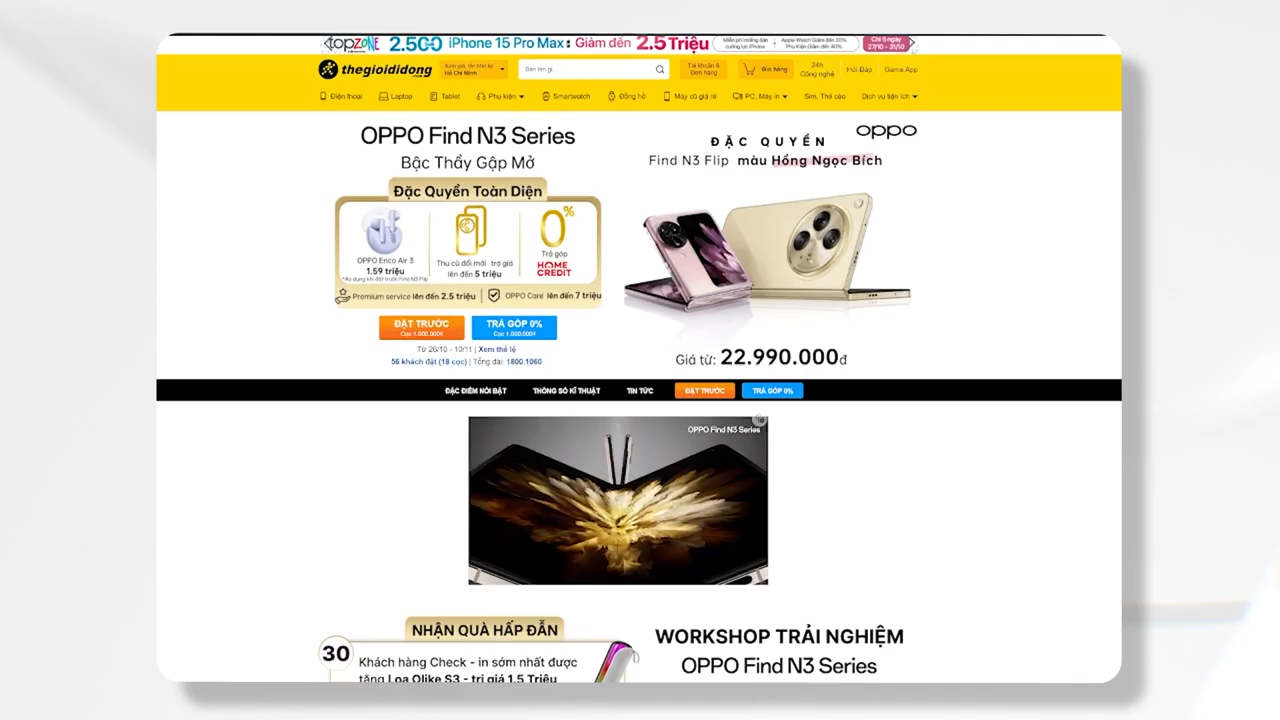 topzone 2.500 iPhone 15 Pro Max: Giảm đến 2.5 Triệu
Miễn phí miếng dán cường lực iPhone
Apple Watch Giảm đến 20%
Phụ Kiện Giảm đến 40%
Chỉ 5 ngày
27/10 - 31/10
thegioididong.com
Hồ Chí Minh
Bạn tìm gì...
Tài khoản & Đơn hàng
Giỏ hàng
24h Công nghệ
Hỏi Đáp
Game App
Điện thoại Laptop Tablet Phụ kiện Smartwatch Đồng hồ Máy cũ giá rẻ PC, Máy in Sim, Thẻ cào Dịch vụ tiện ích
OPPO Find N3 Series
Bậc Thầy Gập Mở
Đặc Quyền Toàn Diện
OPPO Enco Air 3
1.59 triệu
*Áp dụng khi đặt trước Find N3 Flip
Thu cũ đổi mới trợ giá
lên đến 5 triệu
0%
Trả góp
HOME CREDIT
Premium service lên đến 2.5 triệu | OPPO Care lên đến 7 triệu
ĐẶT TRƯỚC
Cọc 1.000.000đ
TRẢ GÓP 0%
Cọc 1.000.000đ
Từ 26/10 - 10/11 | Xem thể lệ
56 khách đặt (18 cọc) | Tổng đài: 1800.1060
oppo
ĐẶC QUYỀN
Find N3 Flip màu Hồng Ngọc Bích
Giá từ: 22.990.000đ
ĐẶC ĐIỂM NỔI BẬT THÔNG SỐ KĨ THUẬT TIN TỨC ĐẶT TRƯỚC TRẢ GÓP 0%
OPPO Find N3 Series
NHẬN QUÀ HẤP DẪN
30
Khách hàng Check - in sớm nhất được
tặng Loa Olike S3 - trị giá 1.5 Triệu
WORKSHOP TRẢI NGHIỆM
OPPO Find N3 Series